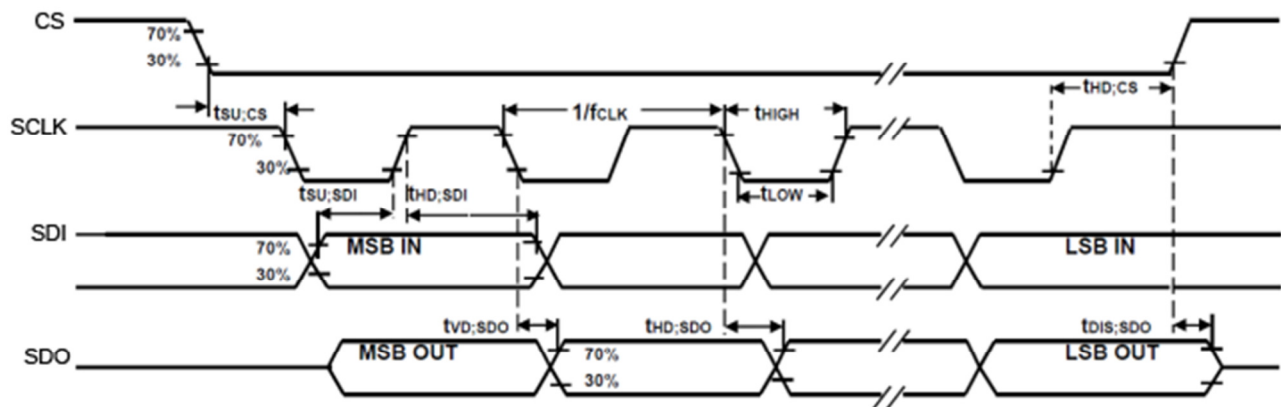 CS
70%
30%
tHD;CS
tSU;CS
1/fCLK
tHIGH
SCLK
70%
30%
tSU;SDI
tHD;SDI
tLOW
SDI
70%
MSB IN
LSB IN
30%
tVD;SDO
tHD;SDO
tDIS;SDO
SDO
MSB OUT
70%
LSB OUT
30%